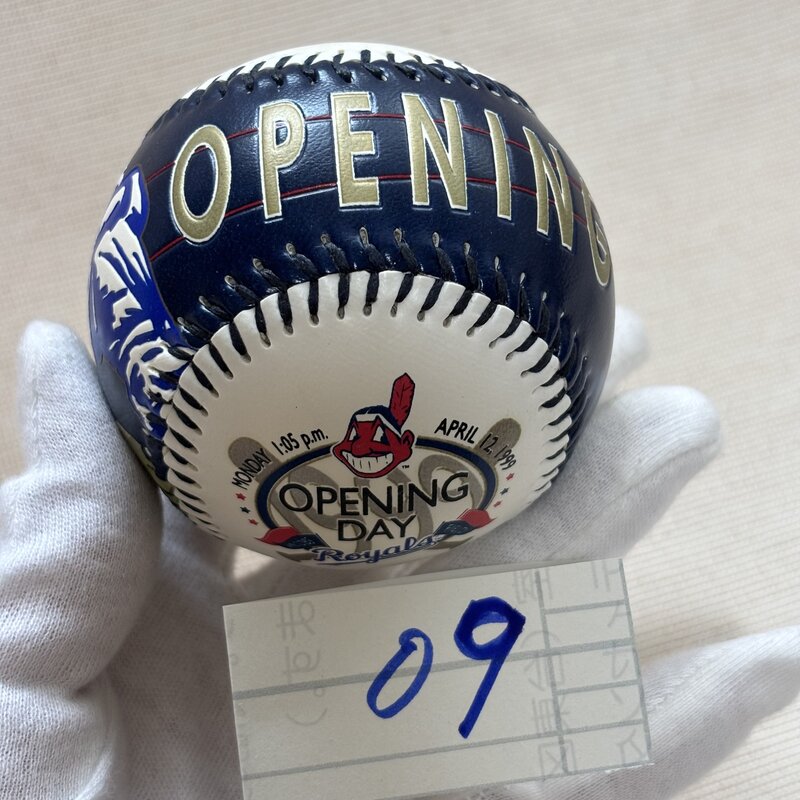 OPENING
MONDAY 1:05 p.m. APRIL 12, 1999
OPENING
DAY
Royals
09